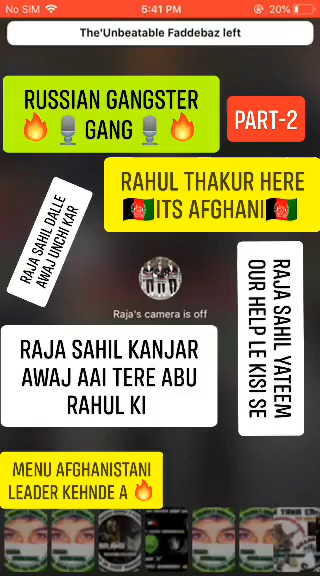 No SIM 5:41 PM 20%
The'Unbeatable Faddebaz left
RUSSIAN GANGSTER
🔥🎙️GANG🎙️🔥
PART-2
RAHUL THAKUR HERE
🇦🇫ITS AFGHANI🇦🇫
RAJA SAHIL DALLE
AWAJ UNCHI KAR
RAJA SAHIL YATEEM
OUR HELP LE KISI SE
Raja's camera is off
RAJA SAHIL KANJAR
AWAJ AAI TERE ABU
RAHUL KI
MENU AFGHANISTANI
LEADER KEHNDE A 🔥